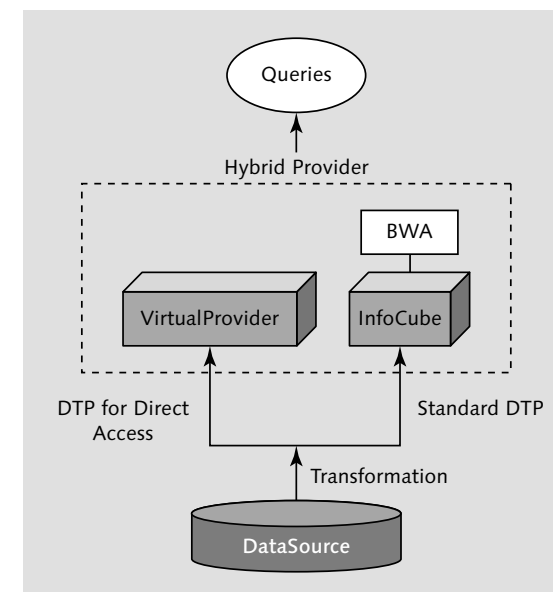 Queries
Hybrid Provider
BWA
VirtualProvider
InfoCube
DTP for Direct
Access
Standard DTP
Transformation
DataSource